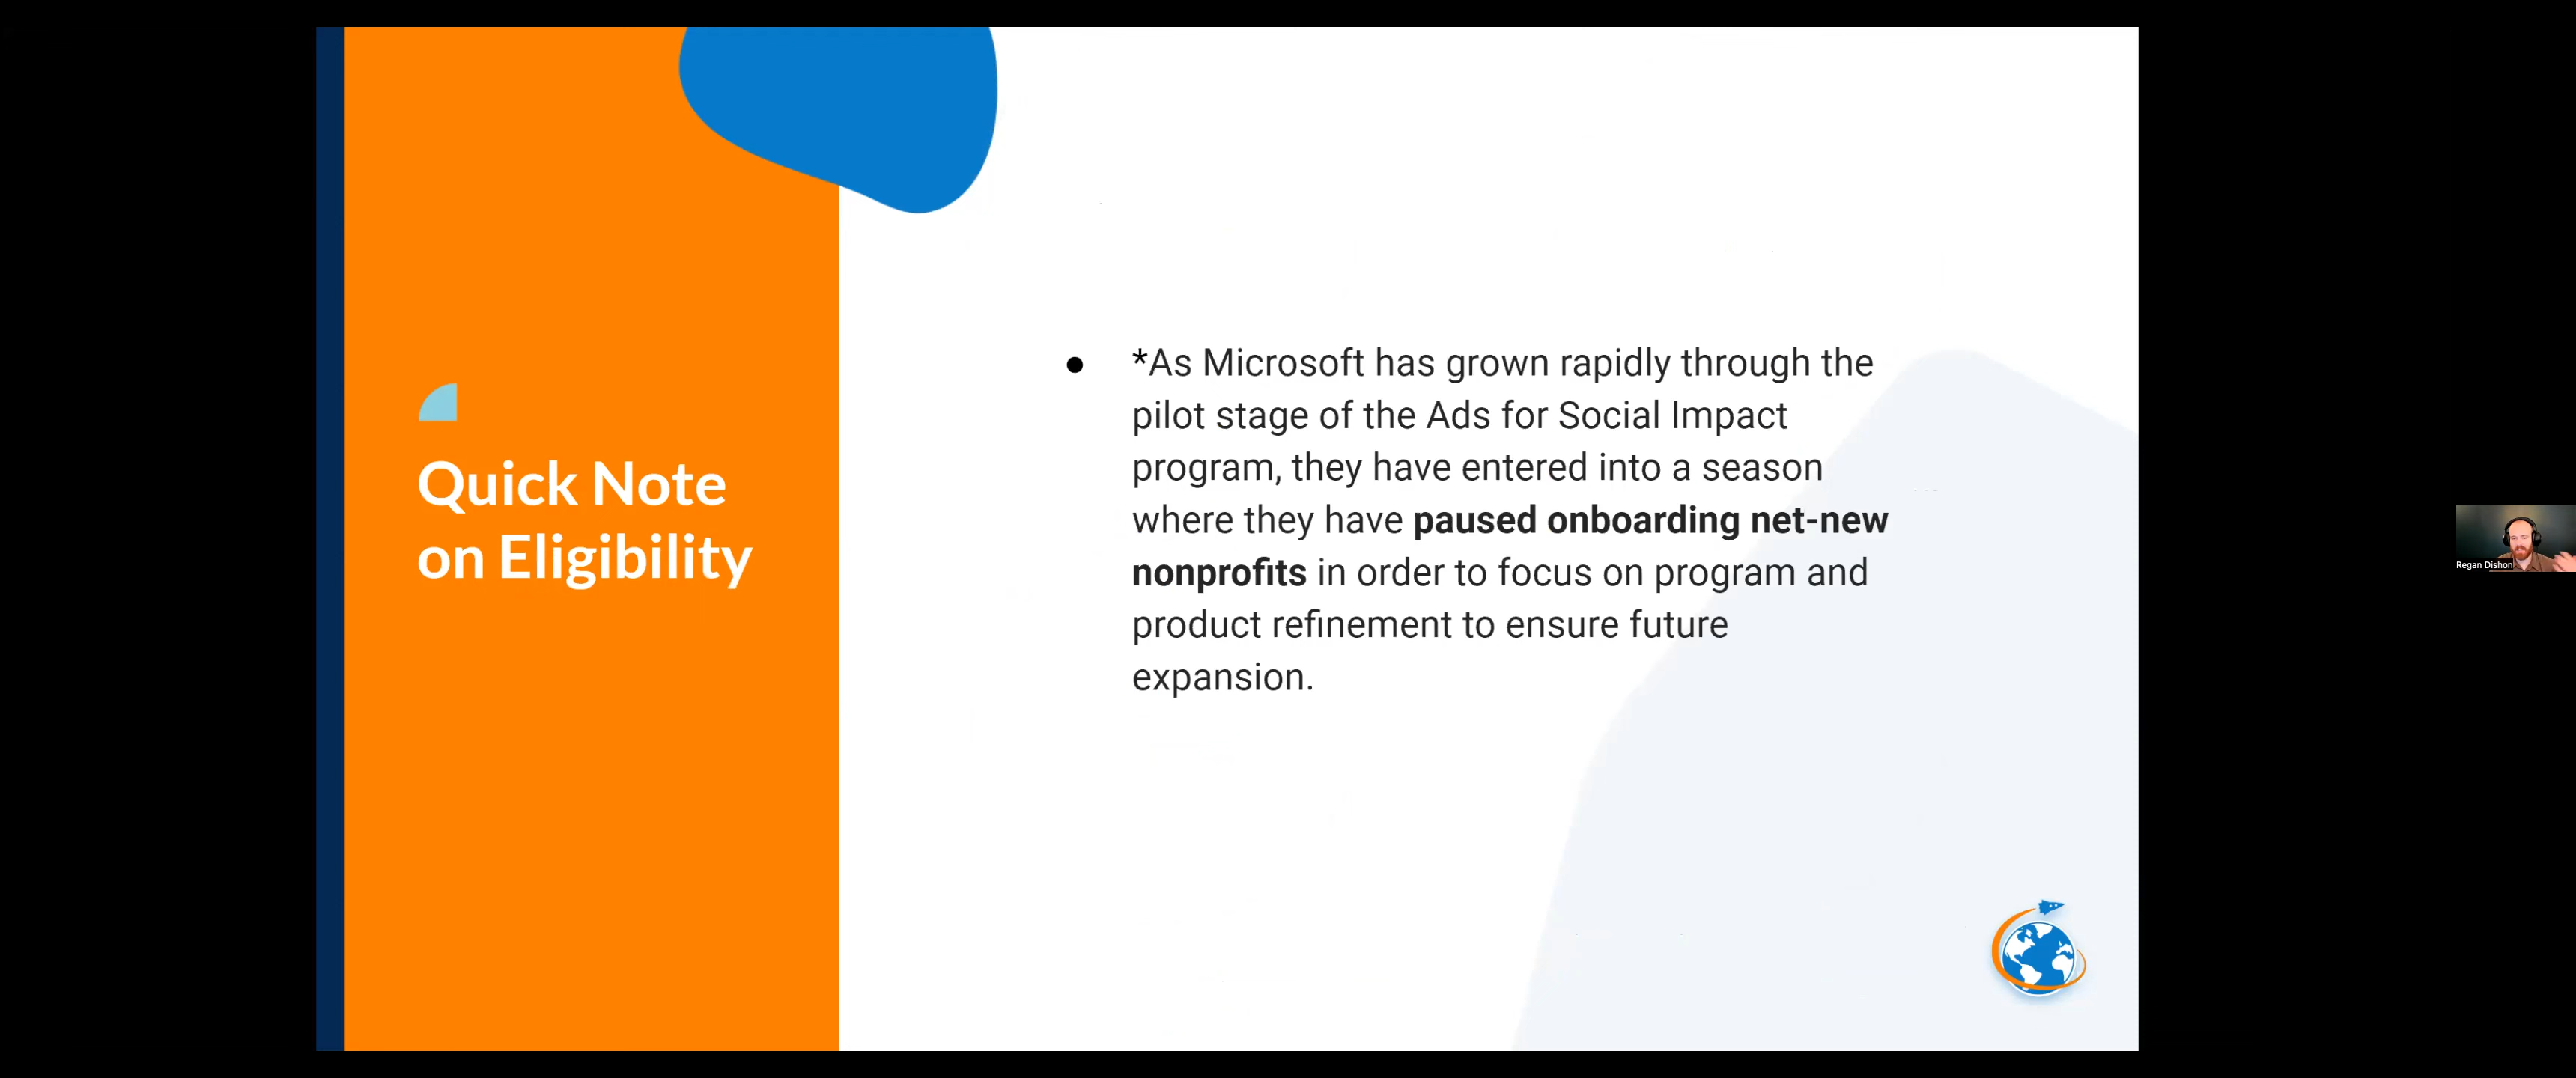 Quick Note
on Eligibility
● *As Microsoft has grown rapidly through the
pilot stage of the Ads for Social Impact
program, they have entered into a season
where they have paused onboarding net-new
nonprofits in order to focus on program and
product refinement to ensure future
expansion.
Regan Dishon